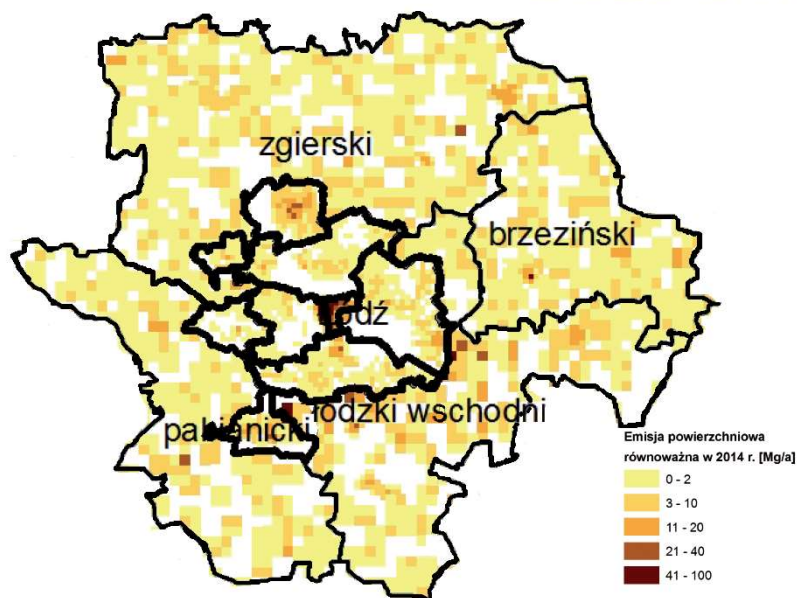 zgierski
brzeziński
Łódź
łódzki wschodni
pabianicki
Emisja powierzchniowa
równoważna w 2014 r. [Mg/a]
0 - 2
3 - 10
11 - 20
21 - 40
41 - 100